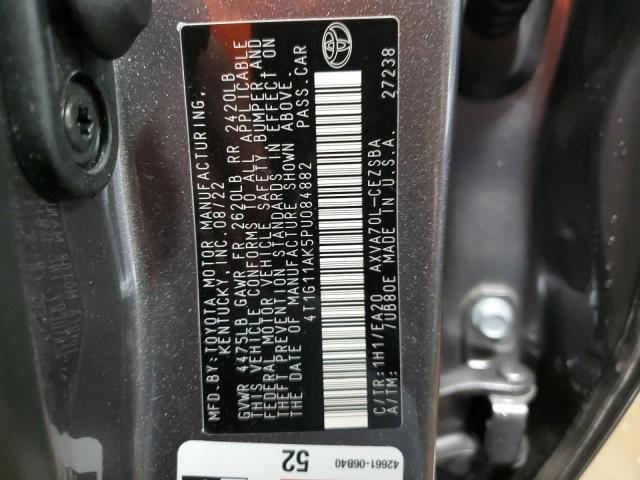 MFD. BY: TOYOTA MOTOR MANUFACTURING,
KENTUCKY, INC. 08/22
GVWR 4475LB GAWR FR 2620LB RR 2420LB
THIS VEHICLE CONFORMS TO ALL APPLICABLE
FEDERAL MOTOR VEHICLE SAFETY BUMPER, AND
THEFT PREVENTION STANDARDS IN EFFECT ON
THE DATE OF MANUFACTURE SHOWN ABOVE.
4T1G11AK5PU084882 PASS.CAR
C/TR: 1H1/EA20 AXVA70L-CEZSBA
A/TM: 70B80E MADE IN U.S.A. 27238
52
42661-06B40